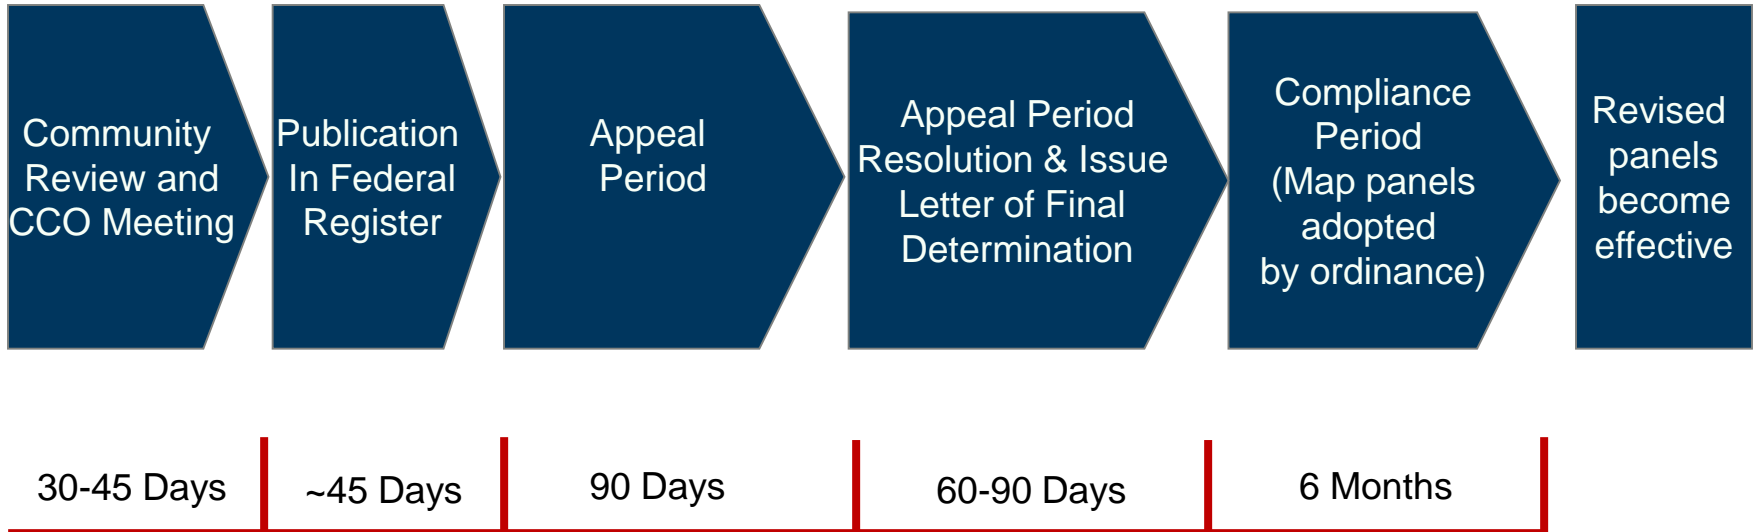 Community
Review and
CCO Meeting
Publication
In Federal
Register
Appeal
Period
Appeal Period
Resolution & Issue
Letter of Final
Determination
Compliance
Period
(Map panels
adopted
by ordinance)
Revised
panels
become
effective
30-45 Days
~45 Days
90 Days
60-90 Days
6 Months